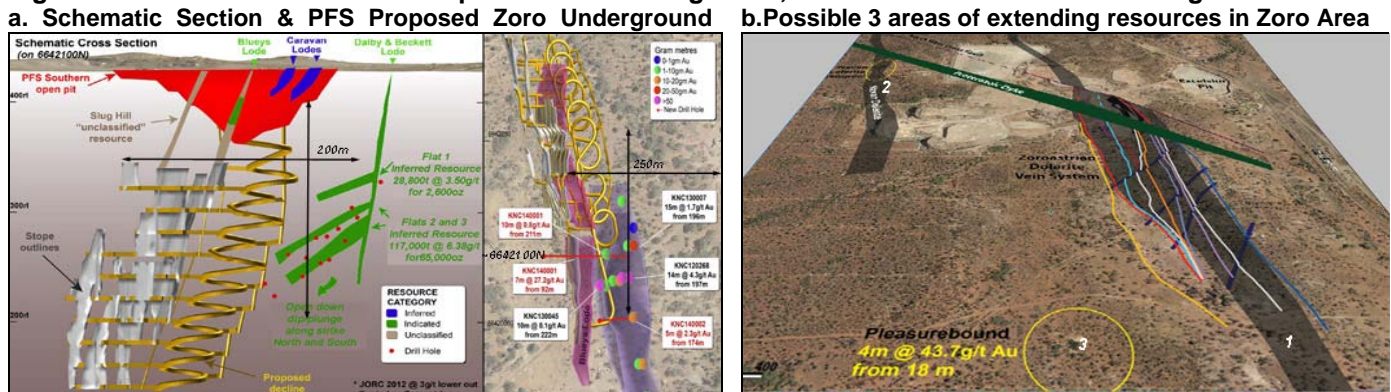 a. Schematic Section & PFS Proposed Zoro Underground
b.Possible 3 areas of extending resources in Zoro Area
Schematic Cross Section
(on 6642100N)
Blueys
Lode
Caravan
Lodes
Dalby & Beckett
Lode
PFS Southern
open pit
400rl
Slug Hill
"unclassified"
resource
200m
Flat 1
Inferred Resource
28,800t @ 3.50g/t
for 2,600oz
300rl
Flats 2 and 3
Inferred Resource
117,000t @ 6.38g/t
for65,000oz
Stope
outlines
Open down
dip/plunge
along strike
North and South
200rl
RESOURCE
CATEGORY
Inferred
Indicated
Unclassified
Drill Hole
Proposed
decline
* JORC 2012 @ 3g/t lower cut
Gram metres
0-1gm Au
1-10gm Au
10-20gm Au
20-50gm Au
>50
New Drill Hole
250m
KNC130007
15m @ 1.7g/t Au
from 196m
KNC140001
from 211m
6642100N
KNC140001
7m @ 27.2g/t Au
from 92m
KNC120268
14m @ 4.3g/t Au
from 197m
KNC130045
16m @ 8.1g/t Au
from 222m
KNC140002
5m @ 2.3g/t Au
from 174m
Blueys Lode
2
Proterozoic Dyke
Excelsior
Pit
Zoroastrian
Dolerite
Vein System
Pleasurebound
4m @ 43.7g/t Au
from 18 m
3
1
400